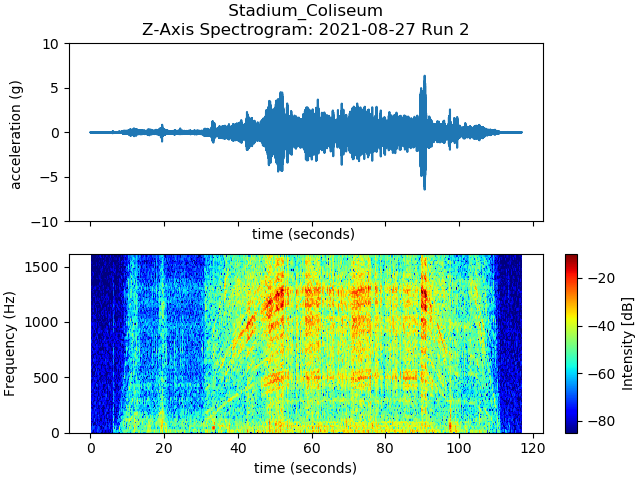 Stadium_Coliseum
Z-Axis Spectrogram: 2021-08-27 Run 2
10
5
0
−5
−10
acceleration (g)
time (seconds)
1500
1000
500
0
Frequency (Hz)
0 20 40 60 80 100 120
time (seconds)
−20
−40
−60
−80
Intensity [dB]